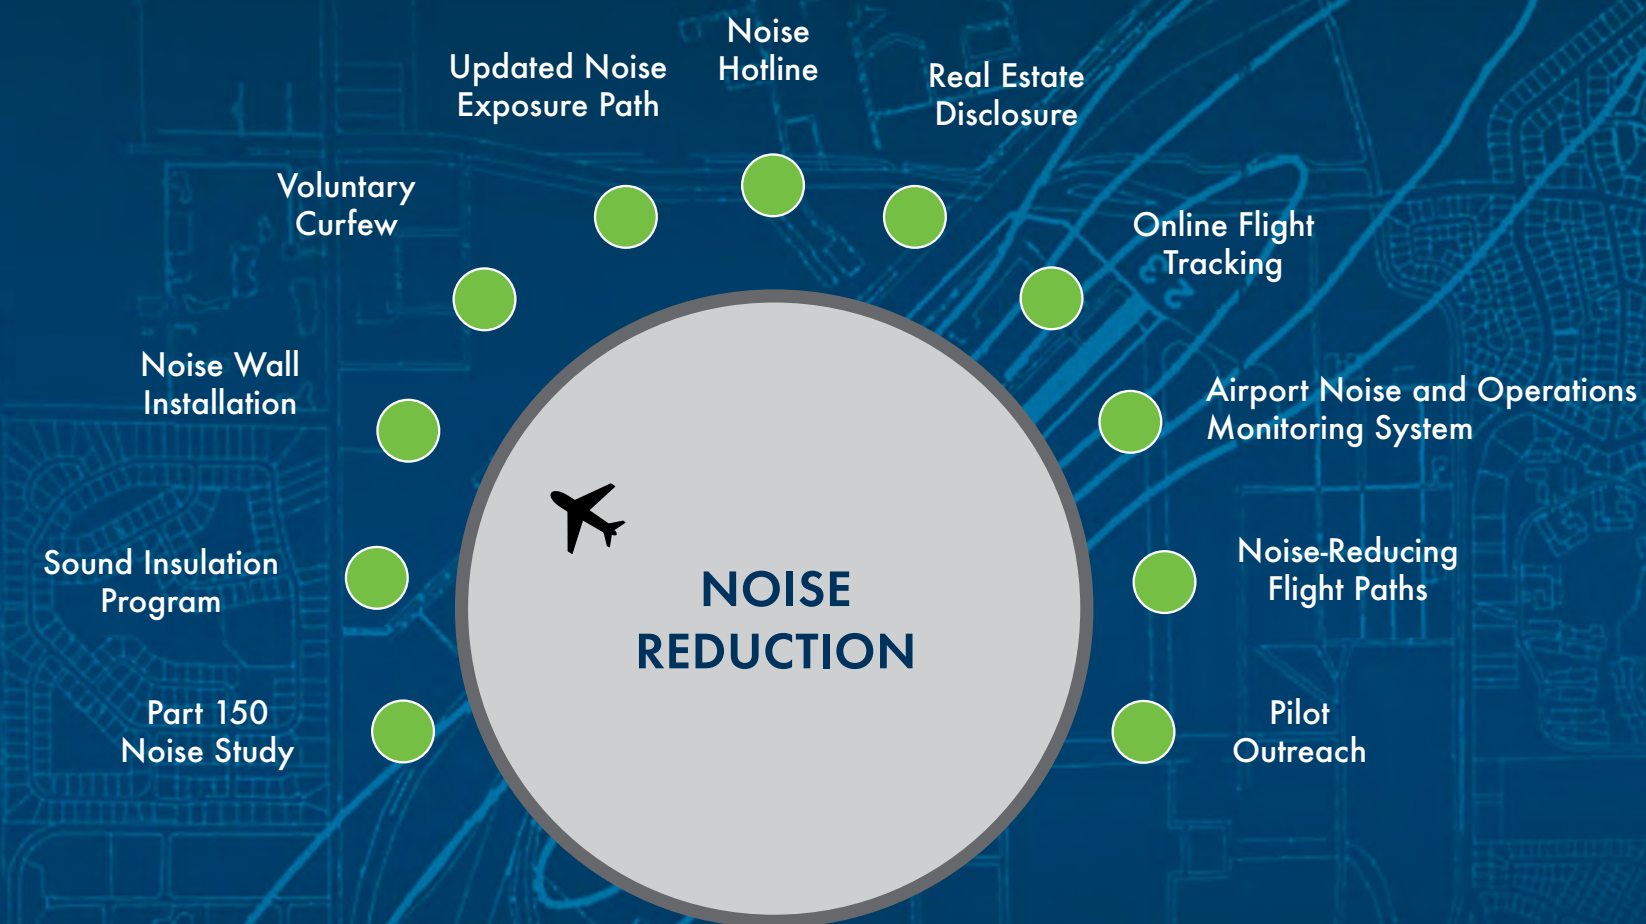 Noise
Hotline
Updated Noise
Exposure Path
Real Estate
Disclosure
Voluntary
Curfew
Online Flight
Tracking
Noise Wall
Installation
Airport Noise and Operations
Monitoring System
Sound Insulation
Program
Noise-Reducing
Flight Paths
NOISE
REDUCTION
Part 150
Noise Study
Pilot
Outreach
22